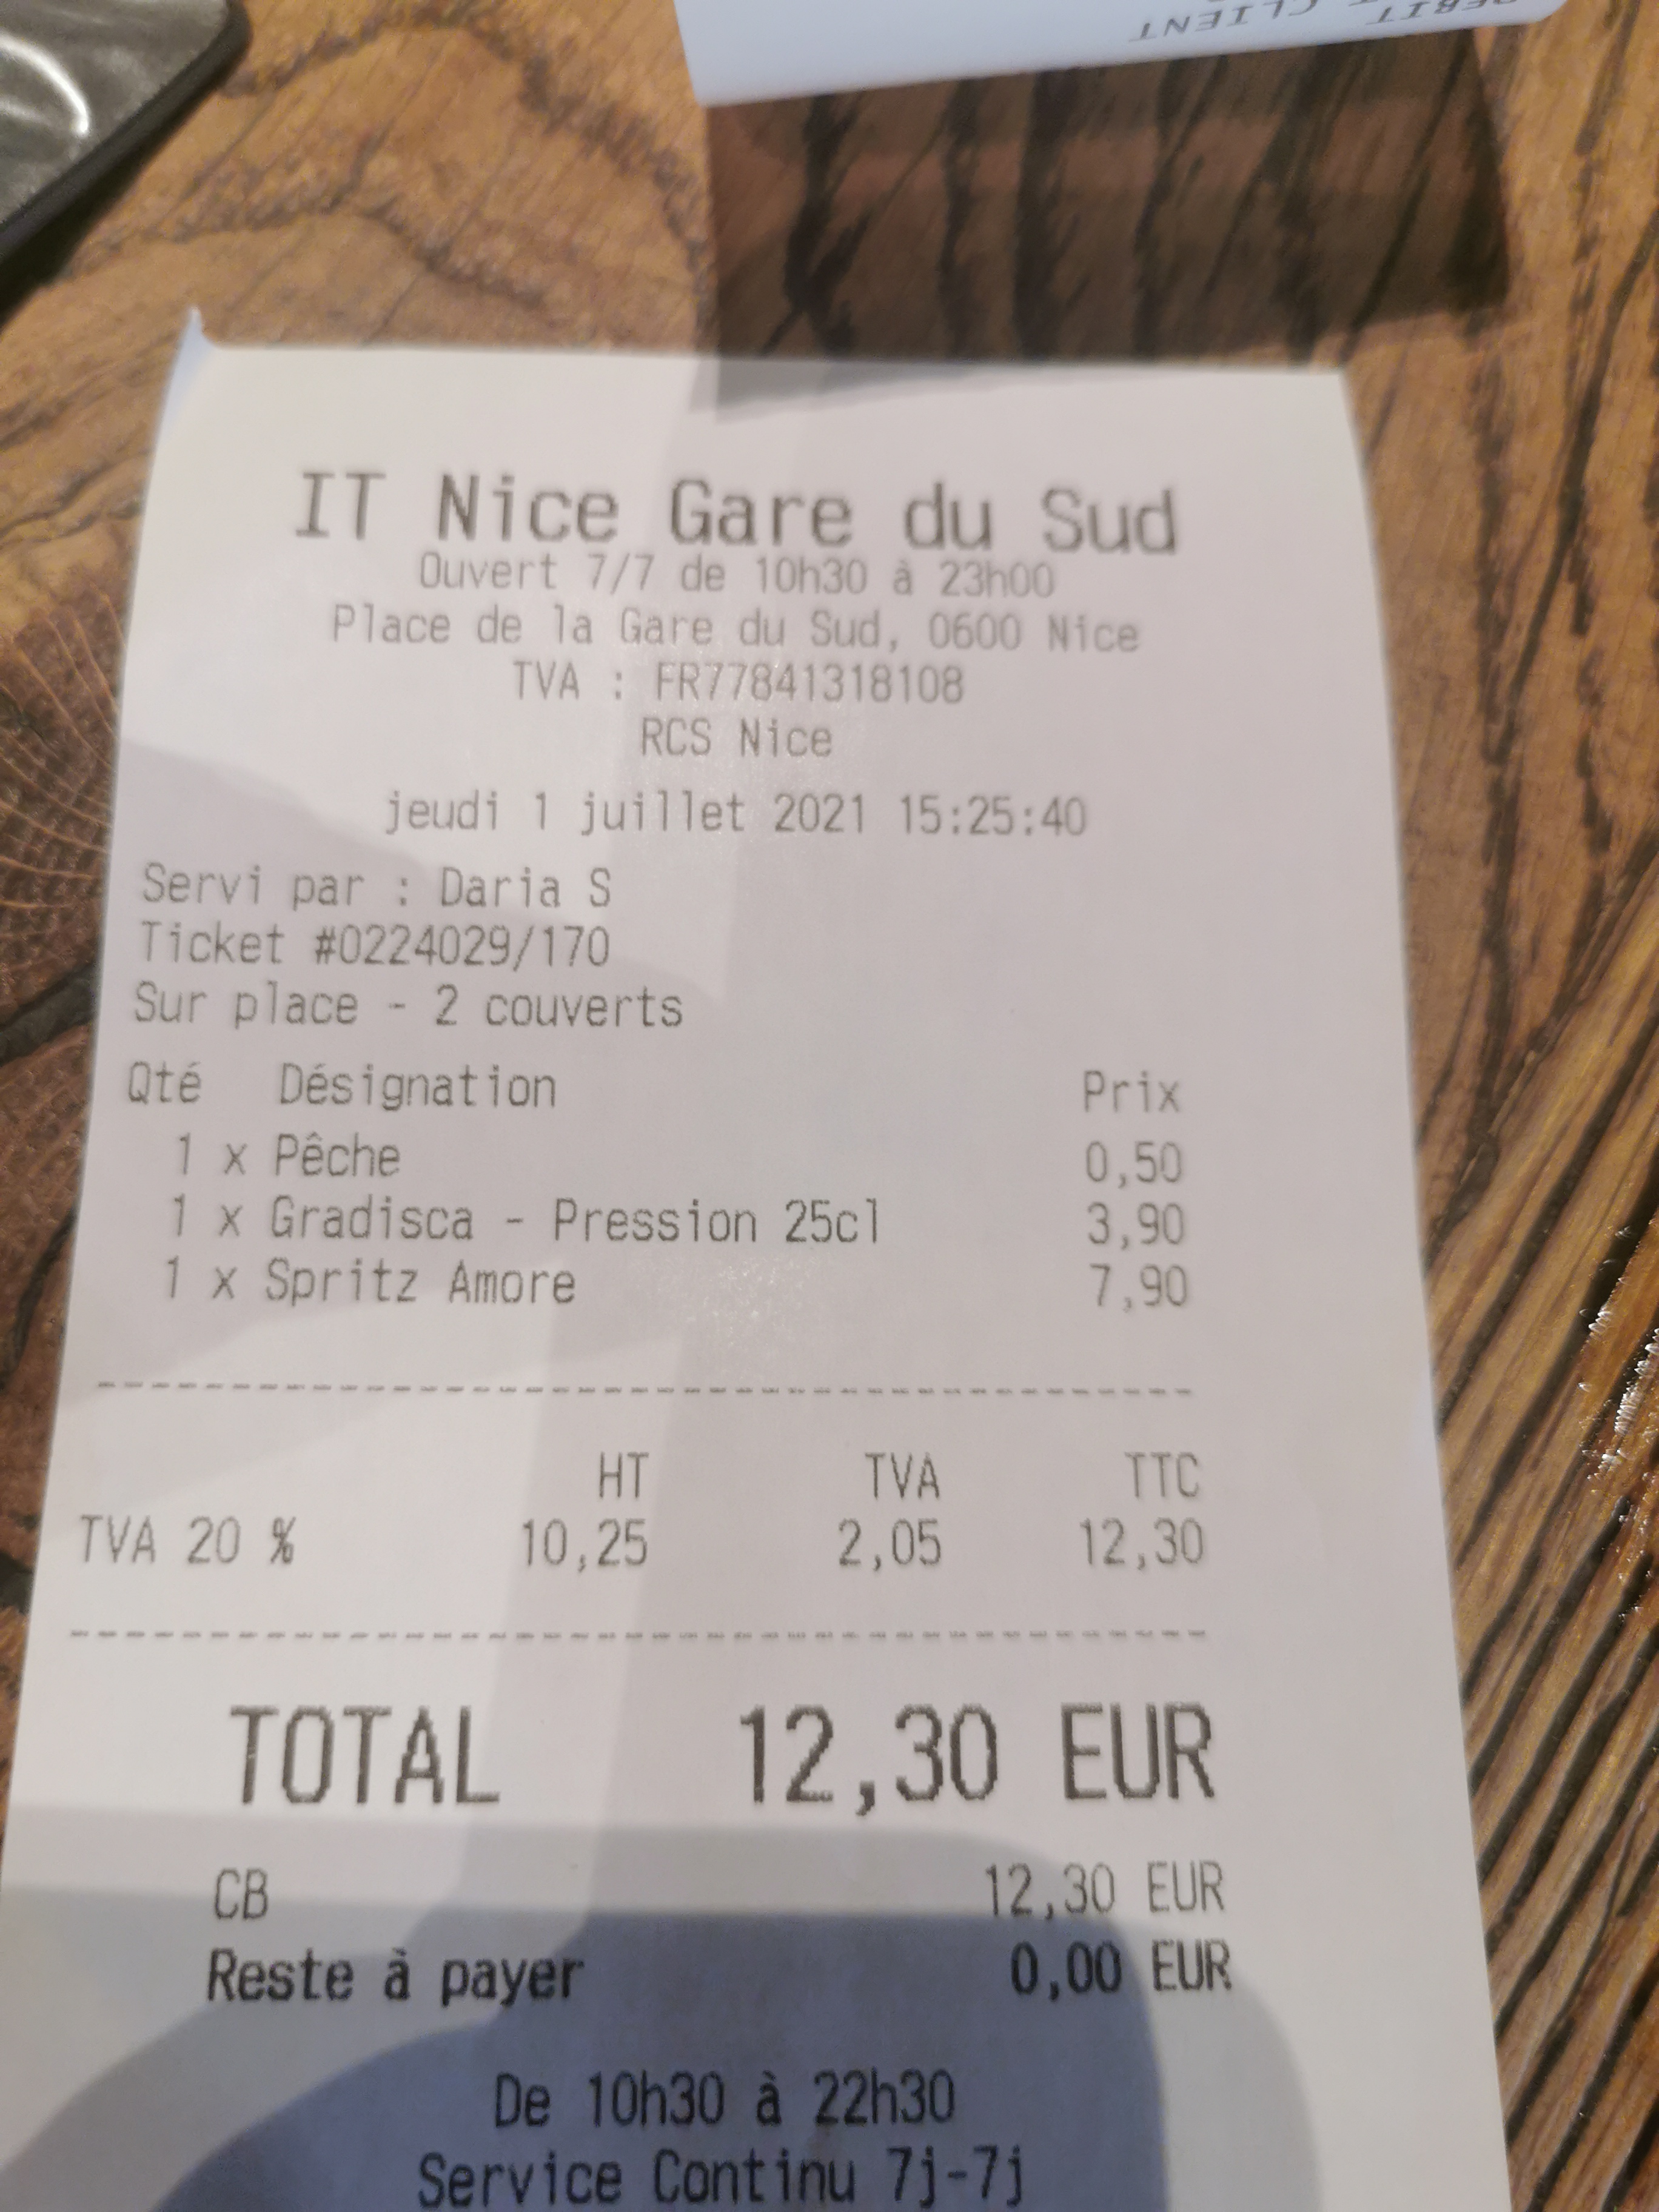 DEBIT
CLIENT
IT Nice Gare du Sud
Ouvert 7/7 de 10h30 à 23h00
Place de la Gare du Sud, 0600 Nice
TVA : FR77841318108
RCS Nice
jeudi 1 juillet 2021 15:25:40
Servi par : Daria S
Ticket #0224029/170
Sur place - 2 couverts
Qté Désignation Prix
1 x Pêche 0,50
1 x Gradisca - Pression 25cl 3,90
1 x Spritz Amore 7,90
HT TVA TTC
TVA 20 % 10,25 2,05 12,30
TOTAL 12,30 EUR
CB 12,30 EUR
Reste à payer 0,00 EUR
De 10h30 à 22h30
Service Continu 7j-7j